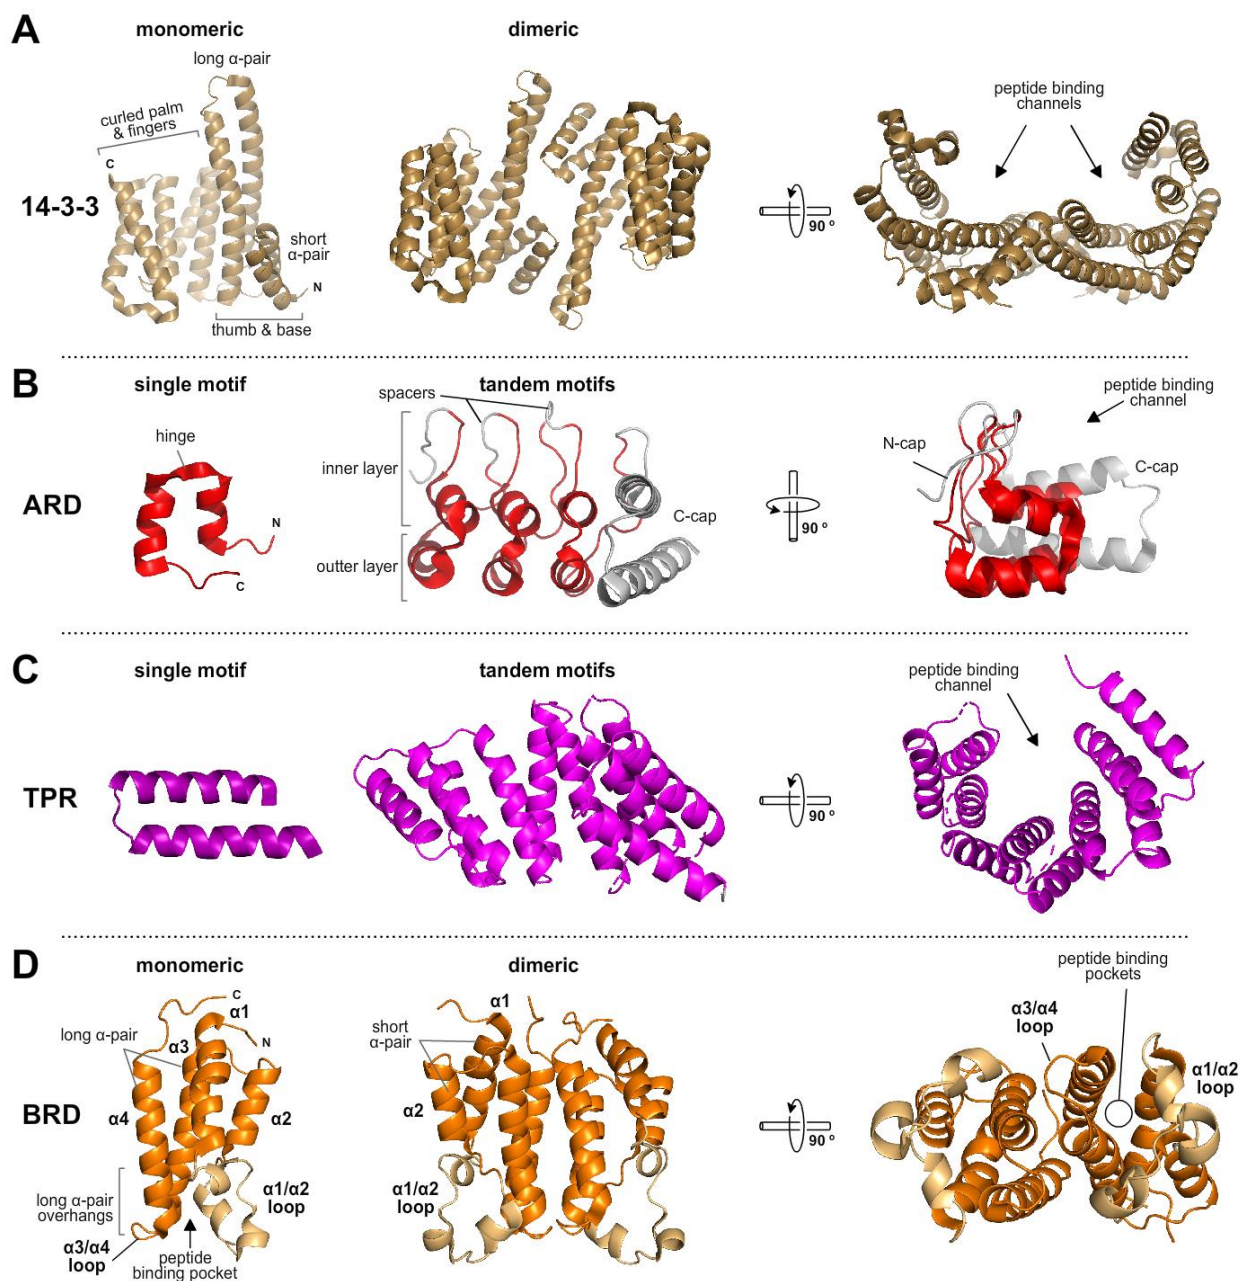 A
monomeric
dimeric
long α-pair
curled palm
& fingers
C
14-3-3
short
α-pair
N
thumb & base
90 º
peptide binding
channels
B
single motif
tandem motifs
hinge
spacers
inner layer
outter layer
ARD
N
C
C-cap
90 º
peptide binding
channel
N-cap
C-cap
C
single motif
tandem motifs
TPR
90 º
peptide binding
channel
D
monomeric
dimeric
C
α1
long α-pair
α3
N
α4
α2
BRD
long α-pair
overhangs
α1/α2
loop
α3/α4
loop
peptide
binding pocket
α1
short
α-pair
α2
α1/α2
loop
90 º
peptide binding
pockets
α3/α4
loop
α1/α2
loop